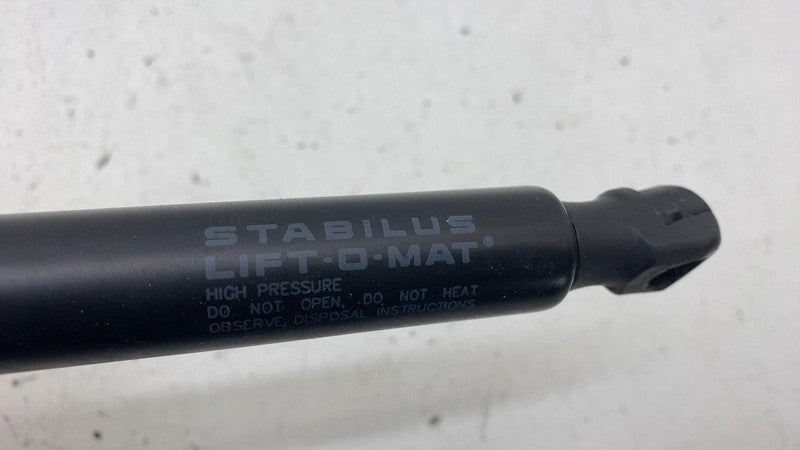 STABiLUS
LIFT-O-MAT®
HIGH PRESSURE
DO NOT OPEN, DO NOT HEAT
OBSERVE, DISPOSAL INSTRUCTIONS